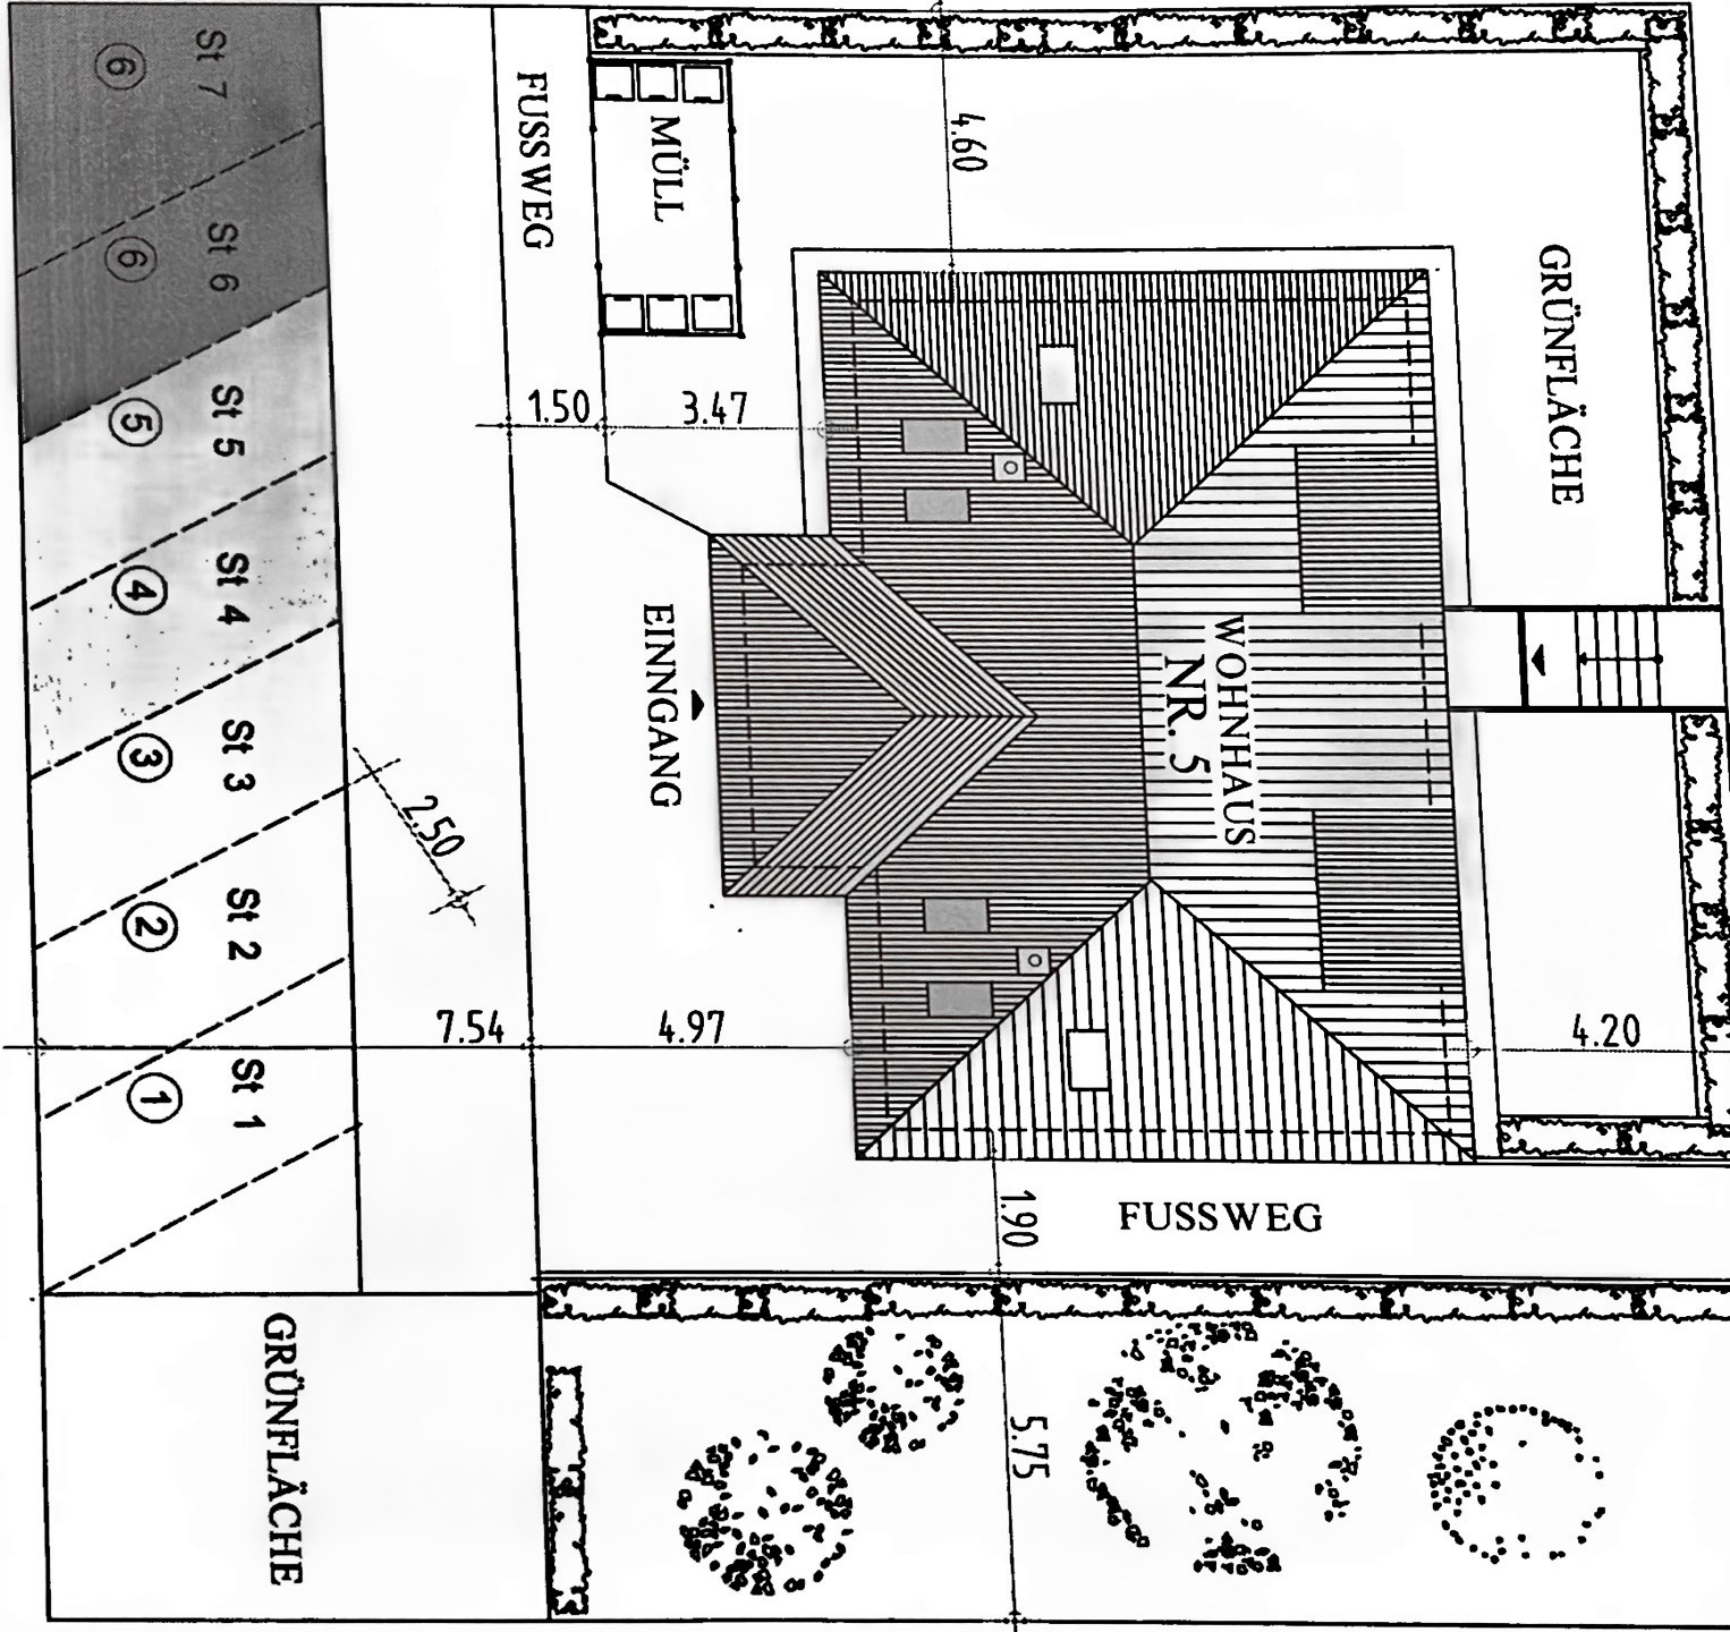 St 7
⑥
St 6
⑥
St 5
⑤
St 4
④
St 3
③
St 2
②
St 1
①
FUSSWEG
MÜLL
4.60
GRÜNFLÄCHE
1.50
3.47
EINNGANG
WOHNHAUS
NR. 5
2.50
7.54
4.97
4.20
1.90
FUSSWEG
5.75
GRÜNFLÄCHE